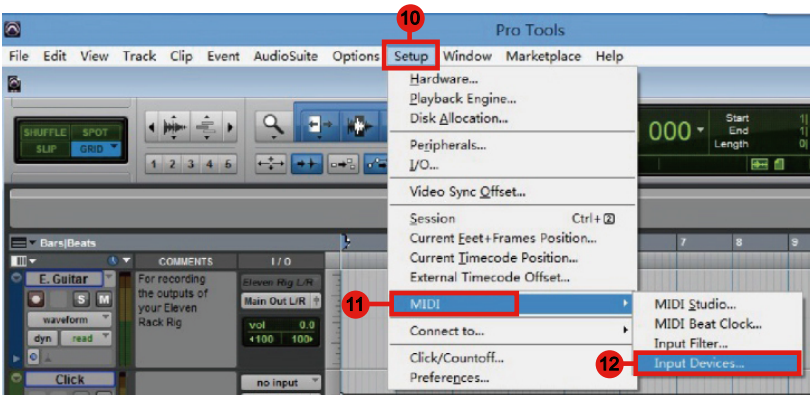 10
Pro Tools
File Edit View Track Clip Event AudioSuite Options Setup Window Marketplace Help
Hardware...
Playback Engine...
Disk Allocation...
Peripherals...
I/O...
Video Sync Offset...
Session Ctrl+2
Current Feet+Frames Position...
Current Timecode Position...
External Timecode Offset...
11
MIDI
Connect to...
Click/Countoff...
Preferences...
MIDI Studio...
MIDI Beat Clock...
Input Filter...
12
Input Devices...
SHUFFLE SPOT
SLIP GRID
1 2 3 4 5
000
Start
End
Length
Bars|Beats
7 8 9
COMMENTS I / O
E. Guitar
S M
waveform
dyn read
For recording
the outputs of
your Eleven
Rack Rig
Eleven Rig L/R
Main Out L/R
vol 0.0
100 100
Click
no input